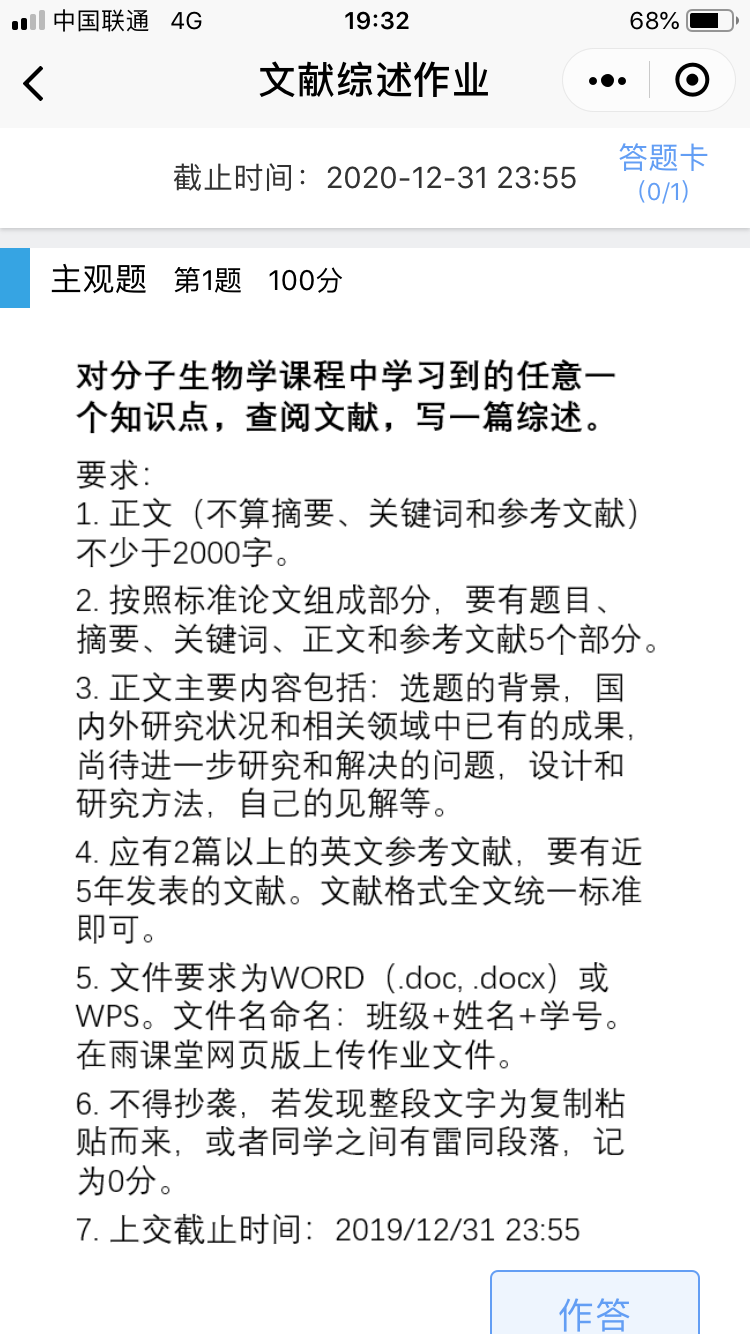 中国联通 4G 19:32 68%
文献综述作业
截止时间：2020-12-31 23:55
答题卡
(0/1)
主观题 第1题 100分
对分子生物学课程中学习到的任意一
个知识点，查阅文献，写一篇综述。
要求：
1. 正文（不算摘要、关键词和参考文献）
不少于2000字。
2. 按照标准论文组成部分，要有题目、
摘要、关键词、正文和参考文献5个部分。
3. 正文主要内容包括：选题的背景，国
内外研究状况和相关领域中已有的成果，
尚待进一步研究和解决的问题，设计和
研究方法，自己的见解等。
4. 应有2篇以上的英文参考文献，要有近
5年发表的文献。文献格式全文统一标准
即可。
5. 文件要求为WORD（.doc, .docx）或
WPS。文件名命名：班级+姓名+学号。
在雨课堂网页版上传作业文件。
6. 不得抄袭，若发现整段文字为复制粘
贴而来，或者同学之间有雷同段落，记
为0分。
7. 上交截止时间：2019/12/31 23:55
作答